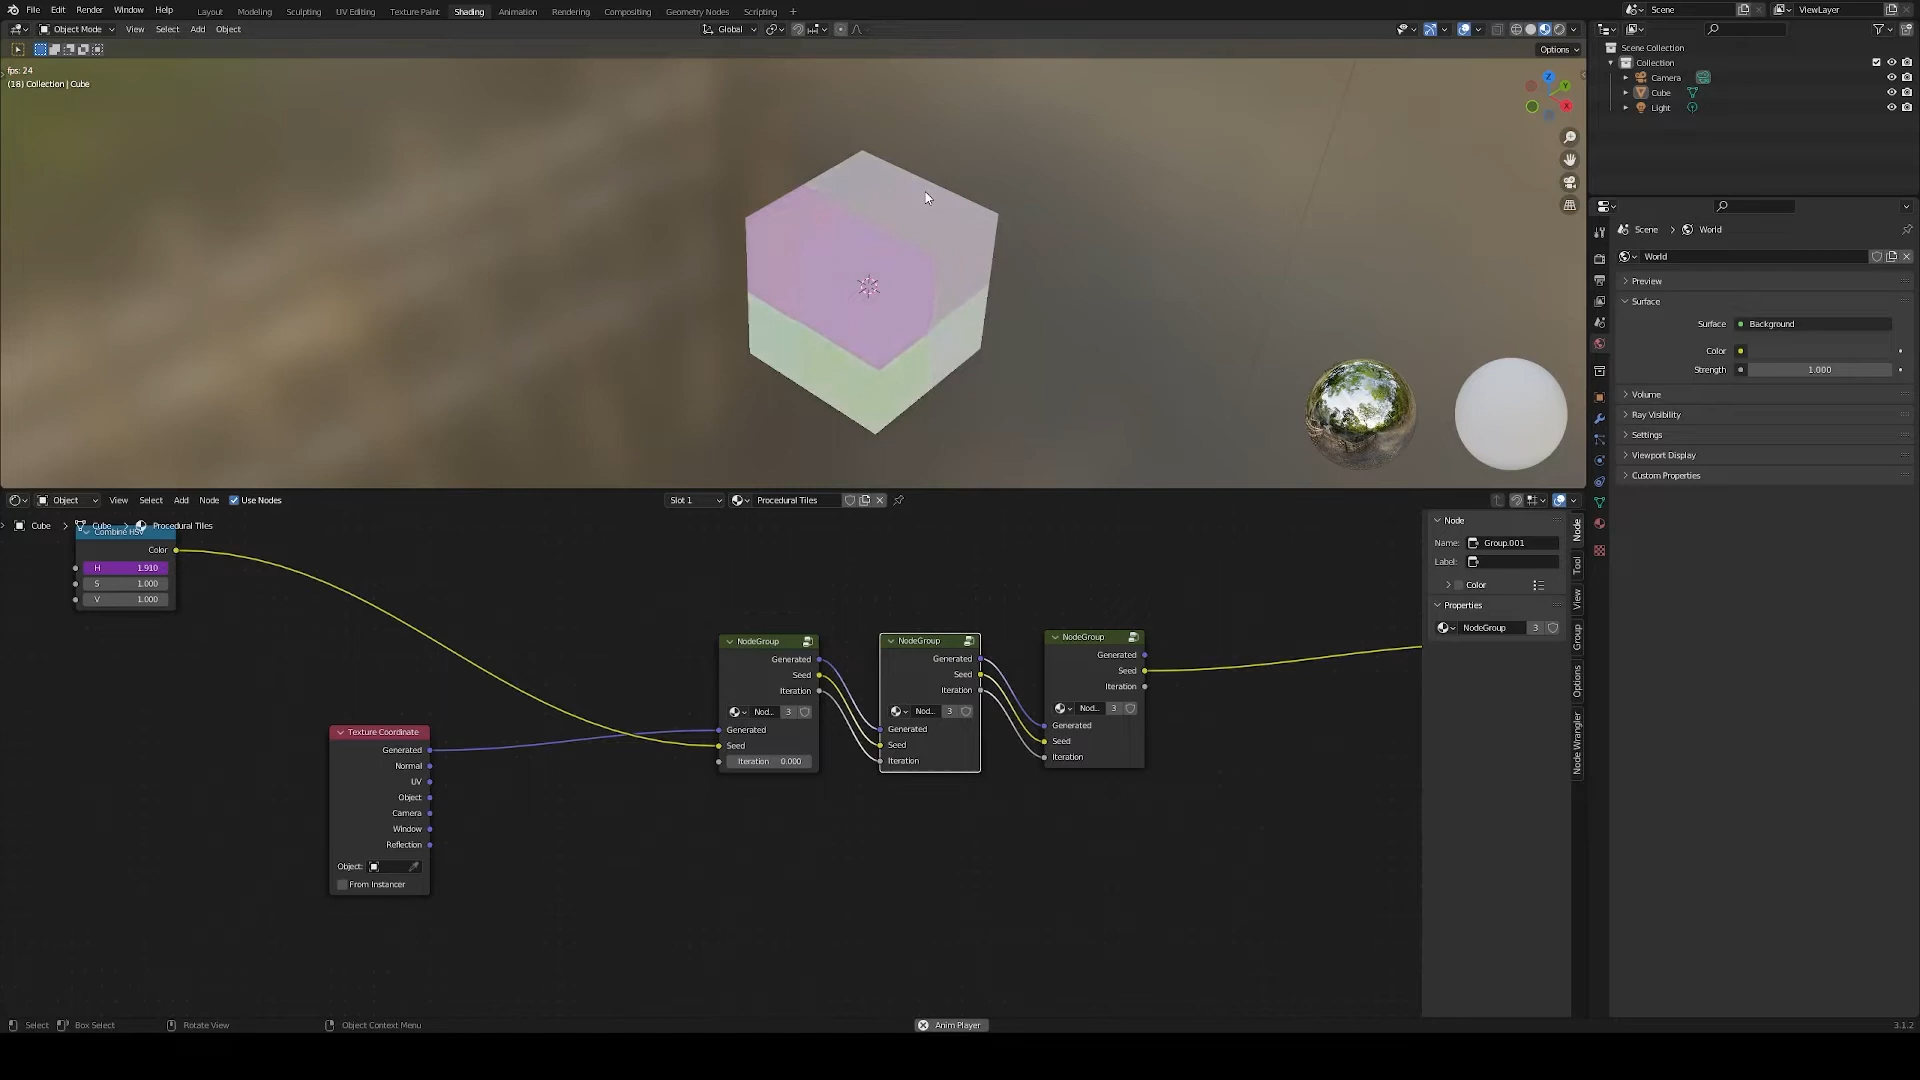 File Edit Render Window Help Layout Modeling Sculpting UV Editing Texture Paint Shading Animation Rendering Compositing Geometry Nodes Scripting + Scene ViewLayer
Object Mode View Select Add Object Global
Options
fps: 24
(18) Collection | Cube
Z
Y
X
Scene Collection
Collection
Camera
Cube
Light
Scene > World
World
Preview
Surface
Surface Background
Color
Strength 1.000
Volume
Ray Visibility
Settings
Viewport Display
Custom Properties
Object View Select Add Node Use Nodes Slot 1 Procedural Tiles
Cube > Cube > Procedural Tiles
Combine HSV
Color
H 1.910
S 1.000
V 1.000
Texture Coordinate
Generated
Normal
UV
Object
Camera
Window
Reflection
Object:
From Instancer
NodeGroup
Generated
Seed
Iteration
Nod... 3
Generated
Seed
Iteration 0.000
NodeGroup
Generated
Seed
Iteration
Nod... 3
Generated
Seed
Iteration
NodeGroup
Generated
Seed
Iteration
Nod... 3
Generated
Seed
Iteration
Node
Name: Group.001
Label:
Color
Properties
NodeGroup 3
Node
Tool
View
Group
Options
Node Wrangler
Select Box Select Rotate View Object Context Menu Anim Player 3.1.2